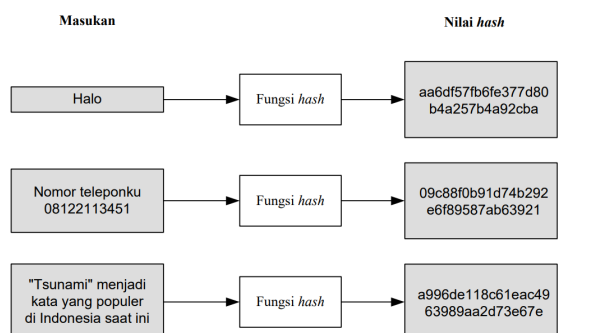 Masukan
Nilai hash
Halo
Fungsi hash
aa6df57fb6fe377d80
b4a257b4a92cba
Nomor teleponku
08122113451
Fungsi hash
09c88f0b91d74b292
e6f89587ab63921
"Tsunami" menjadi
kata yang populer
di Indonesia saat ini
Fungsi hash
a996de118c61eac49
63989aa2d73e67e